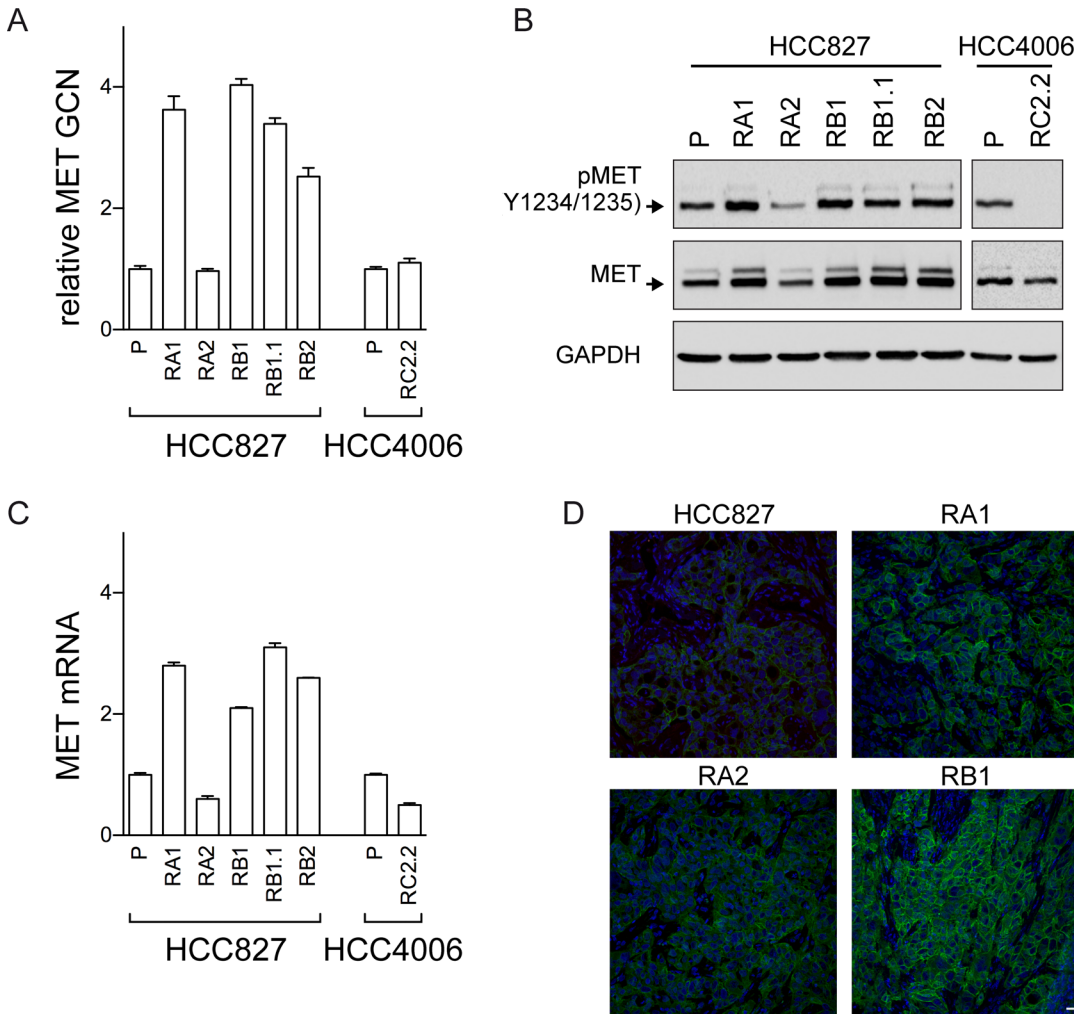 A
relative MET GCN
4
2
0
P
RA1
RA2
RB1
RB1.1
RB2
P
RC2.2
HCC827
HCC4006
B
HCC827
HCC4006
P
RA1
RA2
RB1
RB1.1
RB2
P
RC2.2
pMET
Y1234/1235)
MET
GAPDH
C
MET mRNA
4
2
0
P
RA1
RA2
RB1
RB1.1
RB2
P
RC2.2
HCC827
HCC4006
D
HCC827
RA1
RA2
RB1